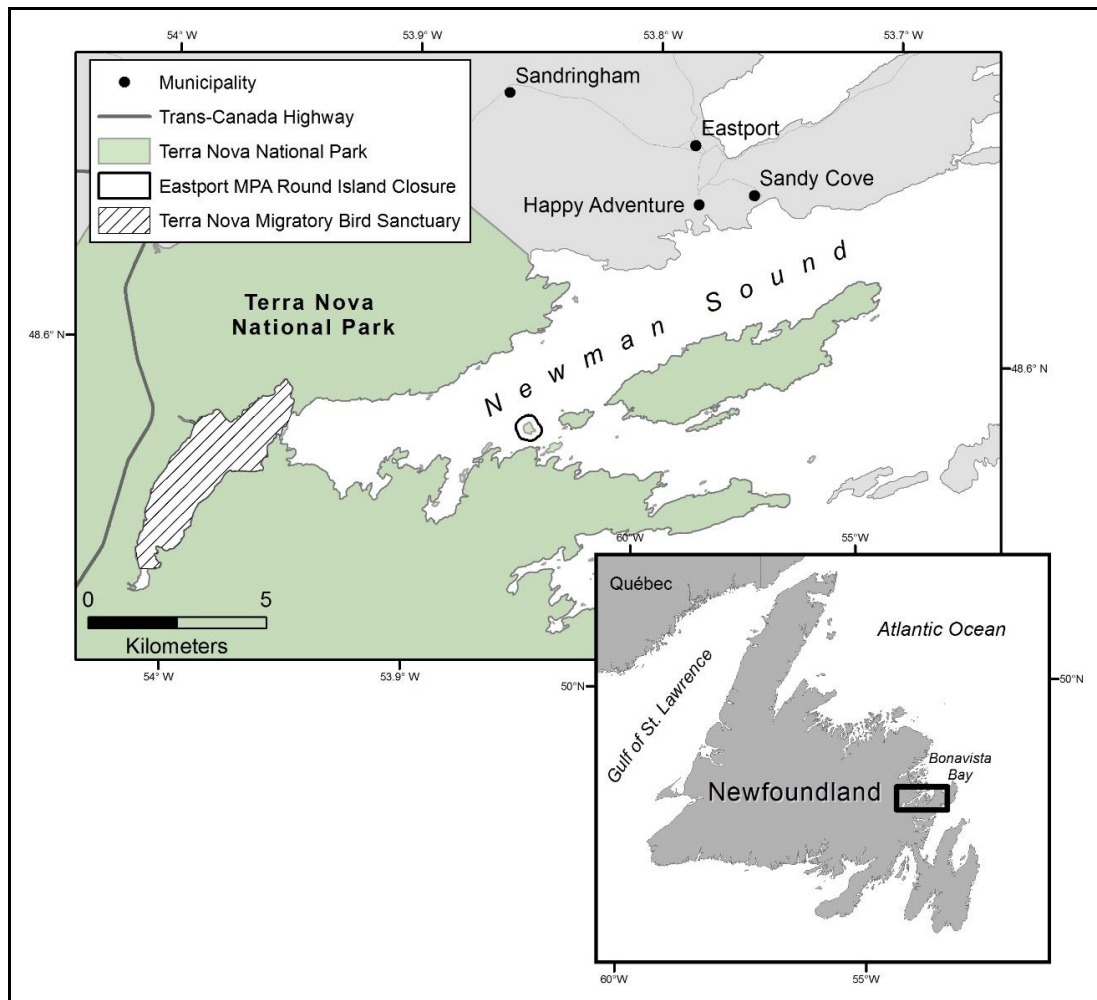 54° W
53.9° W
53.8° W
53.7° W
Municipality
Trans-Canada Highway
Terra Nova National Park
Eastport MPA Round Island Closure
Terra Nova Migratory Bird Sanctuary
Sandringham
Eastport
Sandy Cove
Happy Adventure
Terra Nova
National Park
Newman Sound
48.6° N
48.6° N
0
5
Kilometers
54° W
53.9° W
60°W
55°W
Québec
Atlantic Ocean
Gulf of St. Lawrence
50°N
50°N
Bonavista
Bay
Newfoundland
60°W
55°W